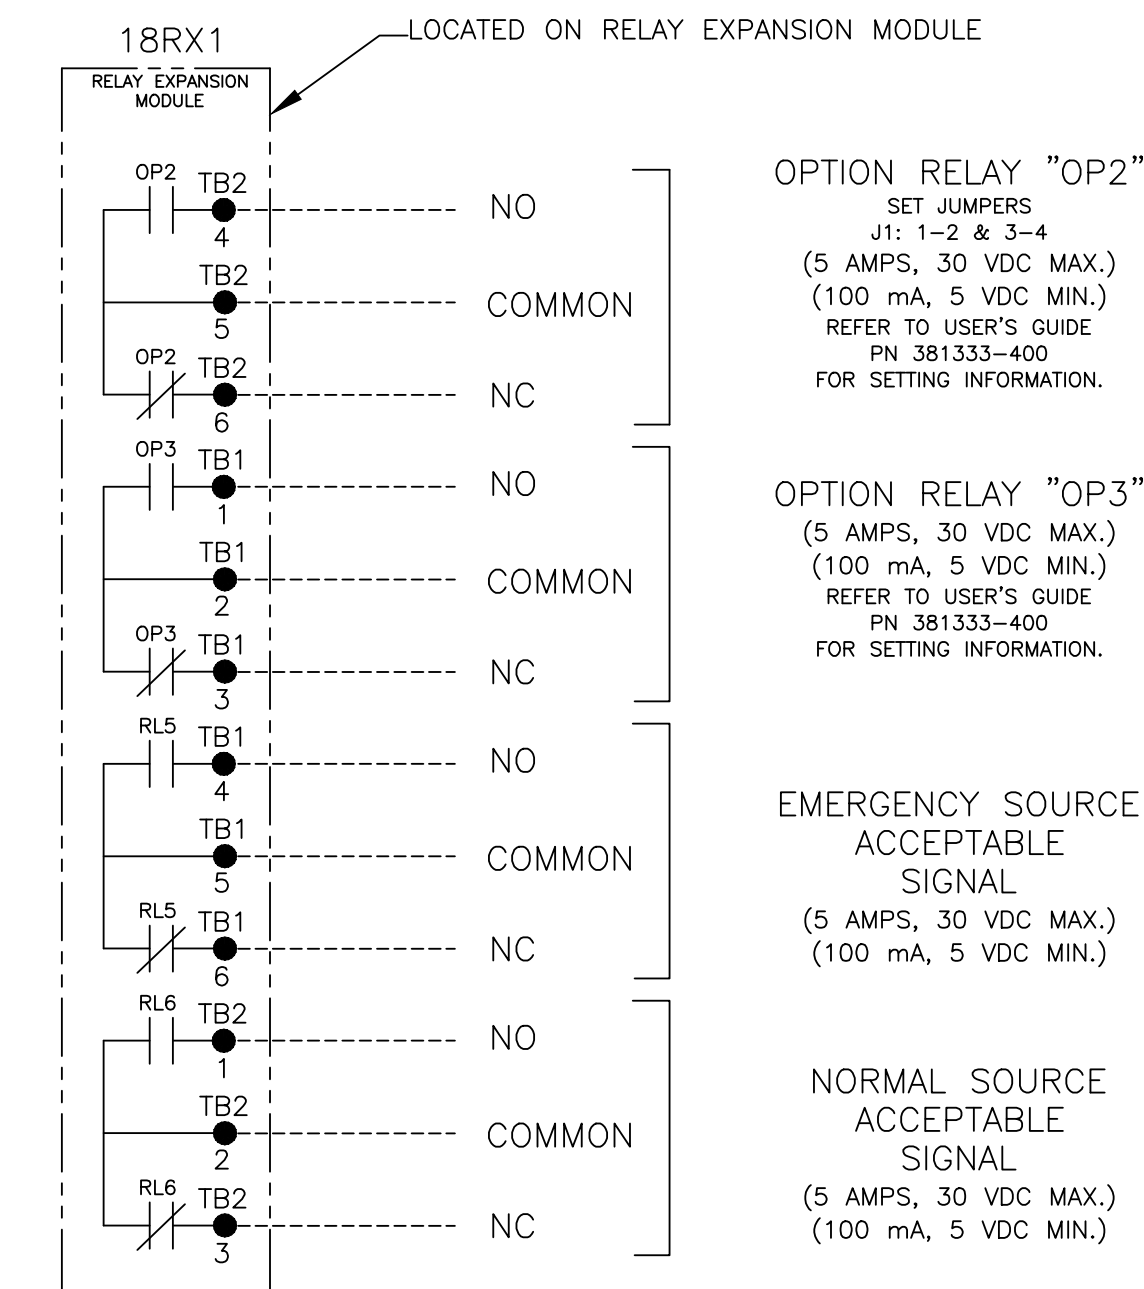 18RX1
LOCATED ON RELAY EXPANSION MODULE
RELAY EXPANSION
MODULE
OP2 TB2
4
NO
TB2
5
COMMON
OP2 TB2
6
NC
OPTION RELAY "OP2"
SET JUMPERS
J1: 1-2 & 3-4
(5 AMPS, 30 VDC MAX.)
(100 mA, 5 VDC MIN.)
REFER TO USER'S GUIDE
PN 381333-400
FOR SETTING INFORMATION.
OP3 TB1
1
NO
TB1
2
COMMON
OP3 TB1
3
NC
OPTION RELAY "OP3"
(5 AMPS, 30 VDC MAX.)
(100 mA, 5 VDC MIN.)
REFER TO USER'S GUIDE
PN 381333-400
FOR SETTING INFORMATION.
RL5 TB1
4
NO
TB1
5
COMMON
RL5 TB1
6
NC
EMERGENCY SOURCE
ACCEPTABLE
SIGNAL
(5 AMPS, 30 VDC MAX.)
(100 mA, 5 VDC MIN.)
RL6 TB2
1
NO
TB2
2
COMMON
RL6 TB2
3
NC
NORMAL SOURCE
ACCEPTABLE
SIGNAL
(5 AMPS, 30 VDC MAX.)
(100 mA, 5 VDC MIN.)